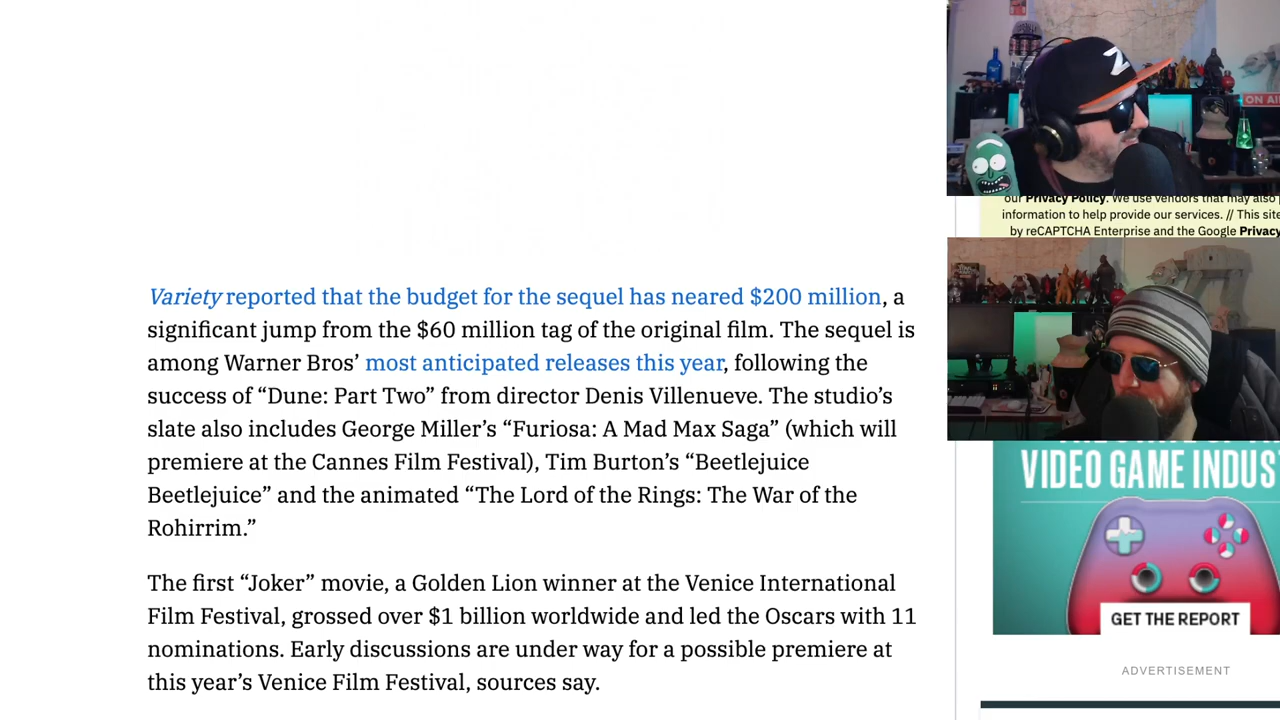 Variety reported that the budget for the sequel has neared $200 million, a
significant jump from the $60 million tag of the original film. The sequel is
among Warner Bros’ most anticipated releases this year, following the
success of “Dune: Part Two” from director Denis Villenueve. The studio’s
slate also includes George Miller’s “Furiosa: A Mad Max Saga” (which will
premiere at the Cannes Film Festival), Tim Burton’s “Beetlejuice
Beetlejuice” and the animated “The Lord of the Rings: The War of the
Rohirrim.”
The first “Joker” movie, a Golden Lion winner at the Venice International
Film Festival, grossed over $1 billion worldwide and led the Oscars with 11
nominations. Early discussions are under way for a possible premiere at
this year’s Venice Film Festival, sources say.
Z
ON AI
our Privacy Policy. We use vendors that may also
information to help provide our services. // This site
by reCAPTCHA Enterprise and the Google Privacy
VIDEO GAME INDUS
GET THE REPORT
ADVERTISEMENT